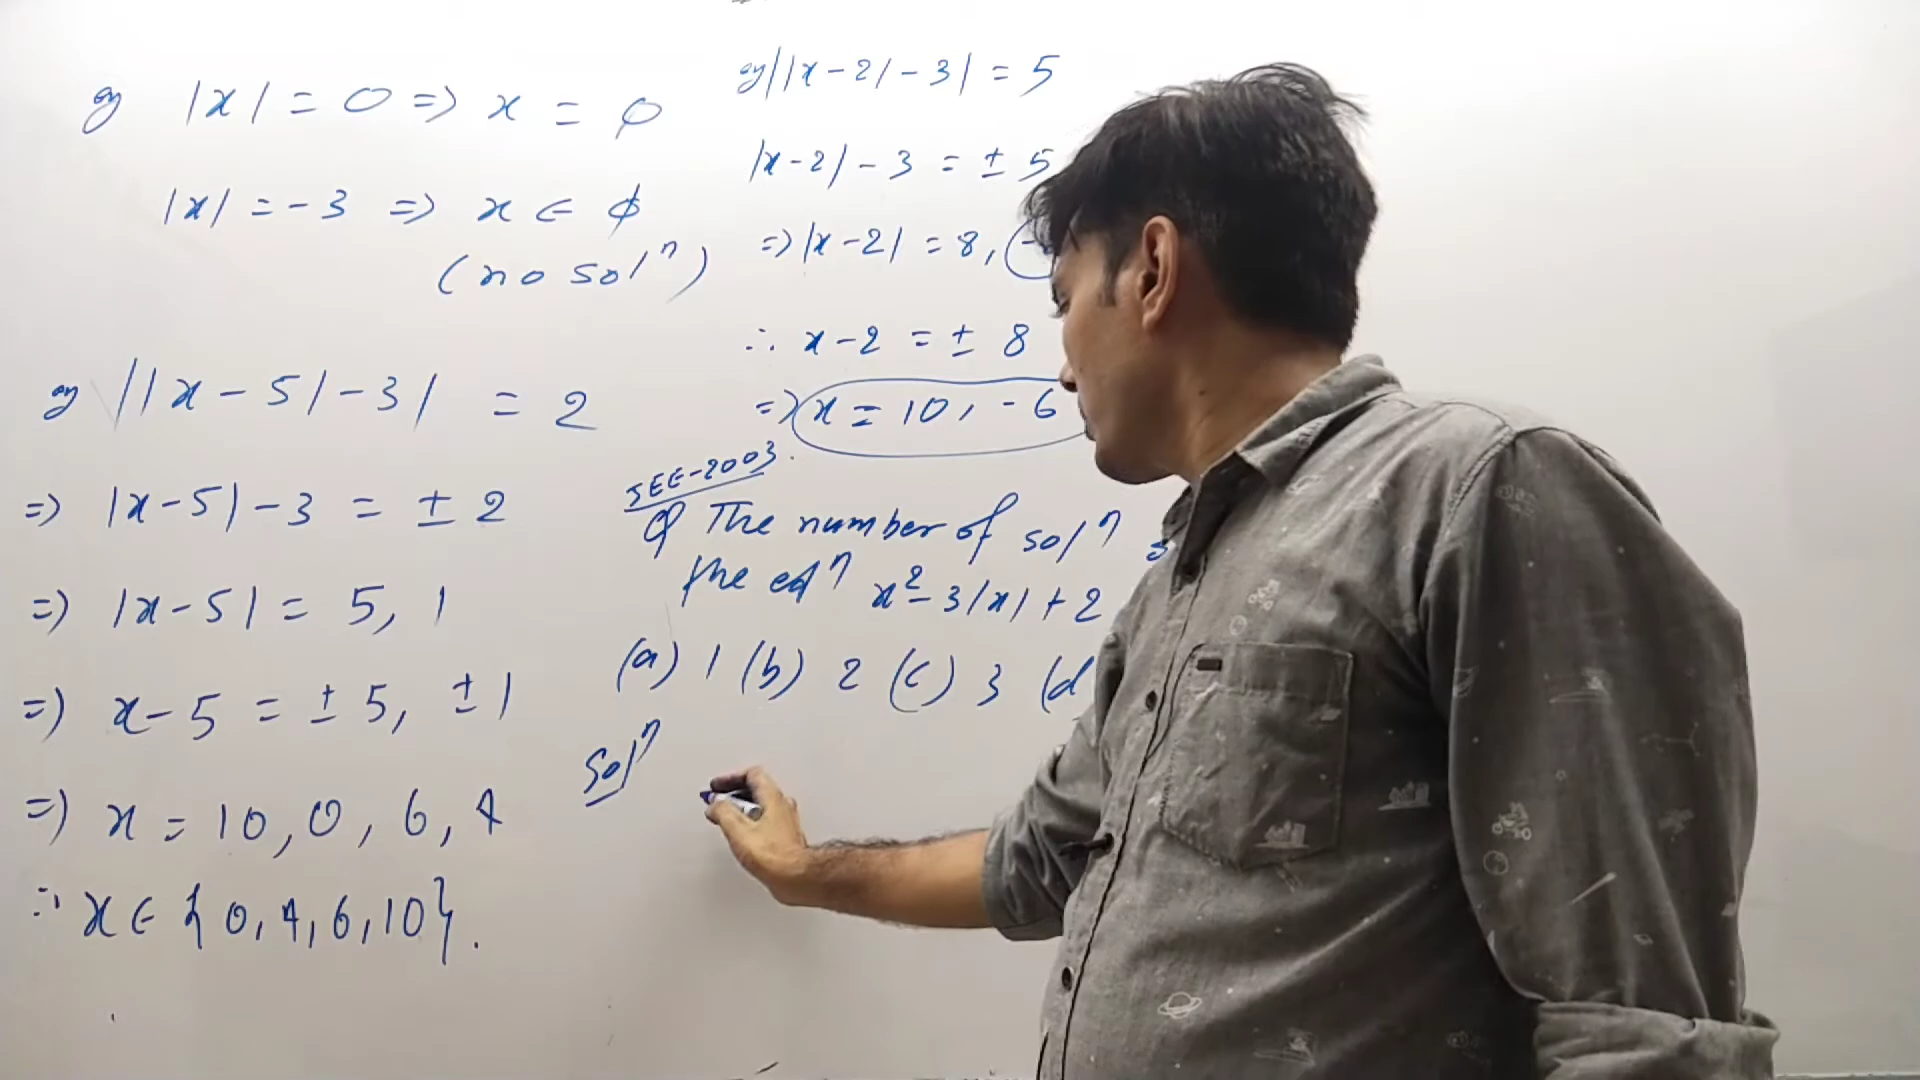 eg |x| = 0 => x = 0
|x| = -3 => x ∈ ϕ
(no solⁿ)
eg ||x - 5| - 3| = 2
=> |x - 5| - 3 = ± 2
=> |x - 5| = 5, 1
=> x - 5 = ± 5, ± 1
=> x = 10, 0, 6, 4
∴ x ∈ {0, 4, 6, 10}.
eg ||x - 2| - 3| = 5
|x - 2| - 3 = ± 5
=> |x - 2| = 8, -
∴ x - 2 = ± 8
=> x = 10, -6
JEE-2003
Q The number of solⁿ
the eqⁿ x² - 3|x| + 2
(a) 1 (b) 2 (c) 3 (d
Solⁿ